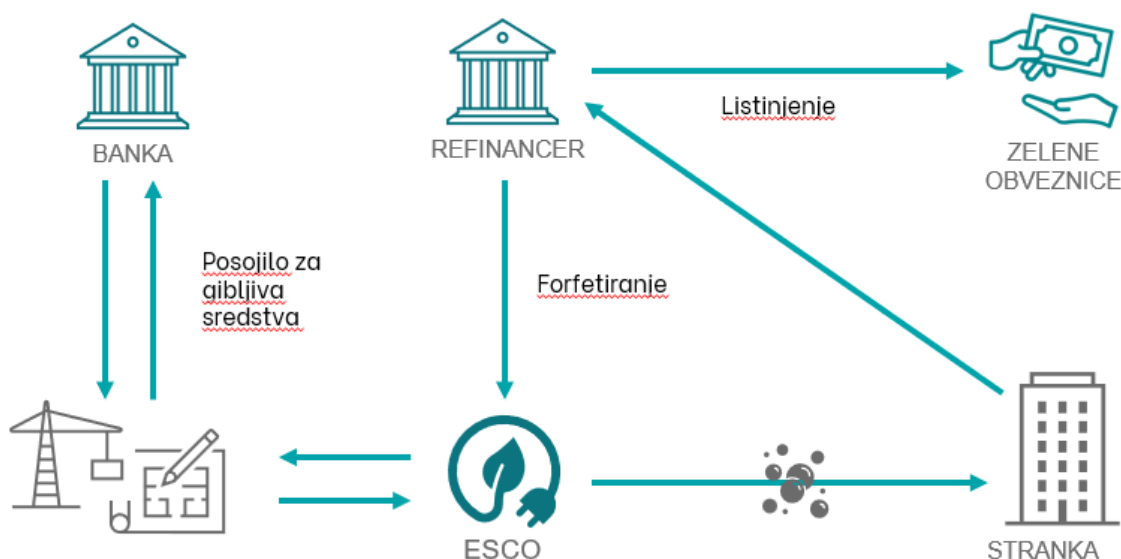 BANKA
REFINANCER
Listinjenje
ZELENE
OBVEZNICE
Posojilo za
gibljiva
sredstva
Forfetiranje
ESCO
STRANKA